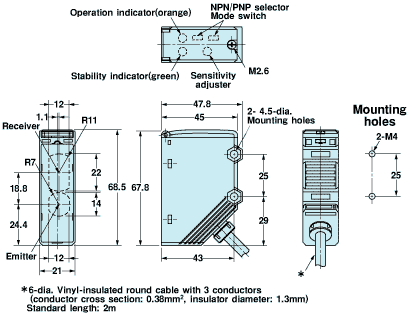 Operation indicator(orange)
NPN/PNP selector
Mode switch
Stability indicator(green)
Sensitivity
adjuster
M2.6
12
1.1
R11
Receiver
R7
18.8
24.4
22
14
68.5
Emitter
12
21
47.8
45
67.8
43
2- 4.5-dia.
Mounting holes
25
29
*
Mounting
holes
2-M4
25
*6-dia. Vinyl-insulated round cable with 3 conductors
(conductor cross section: 0.38mm², insulator diameter: 1.3mm)
Standard length: 2m